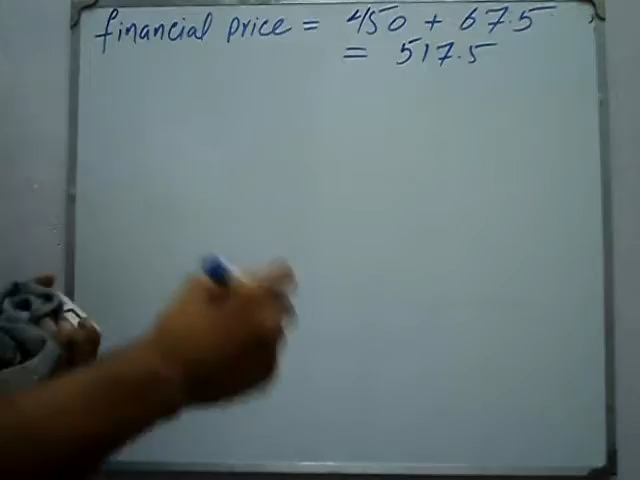 financial price = 450 + 67.5
= 517.5